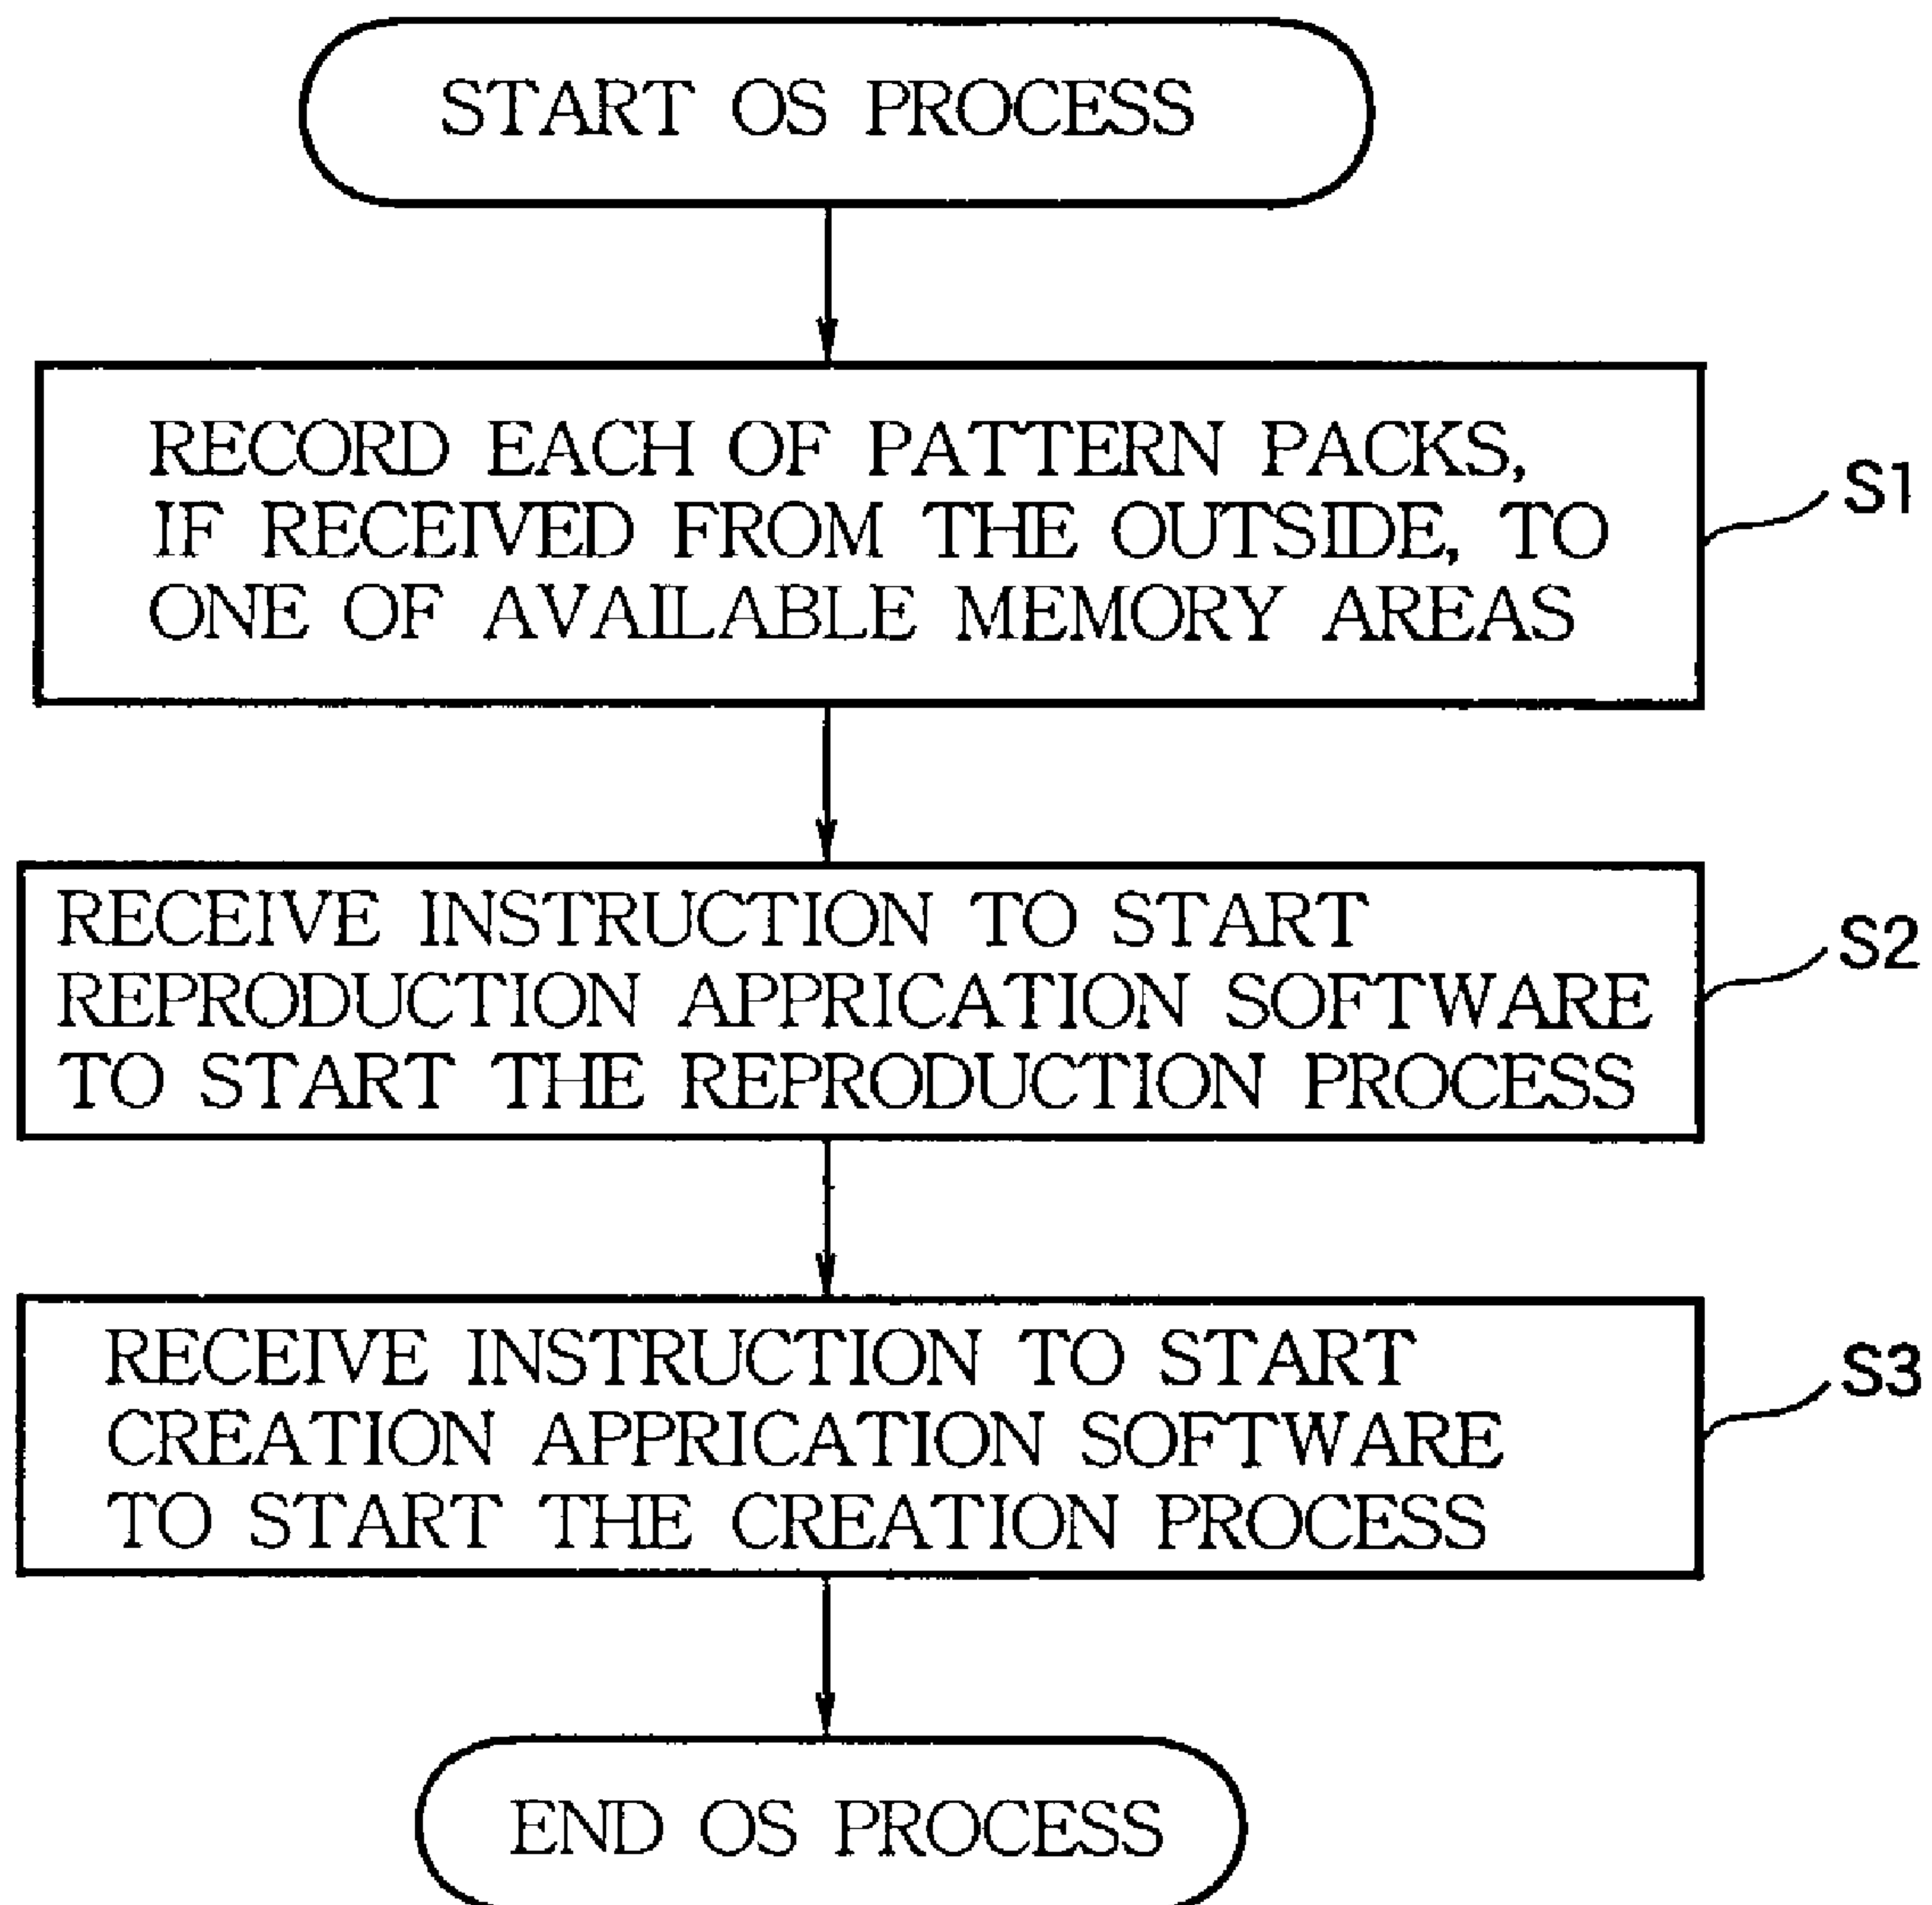 START OS PROCESS
RECORD EACH OF PATTERN PACKS,
IF RECEIVED FROM THE OUTSIDE, TO
ONE OF AVAILABLE MEMORY AREAS
S1
RECEIVE INSTRUCTION TO START
REPRODUCTION APPRICATION SOFTWARE
TO START THE REPRODUCTION PROCESS
S2
RECEIVE INSTRUCTION TO START
CREATION APPRICATION SOFTWARE
TO START THE CREATION PROCESS
S3
END OS PROCESS